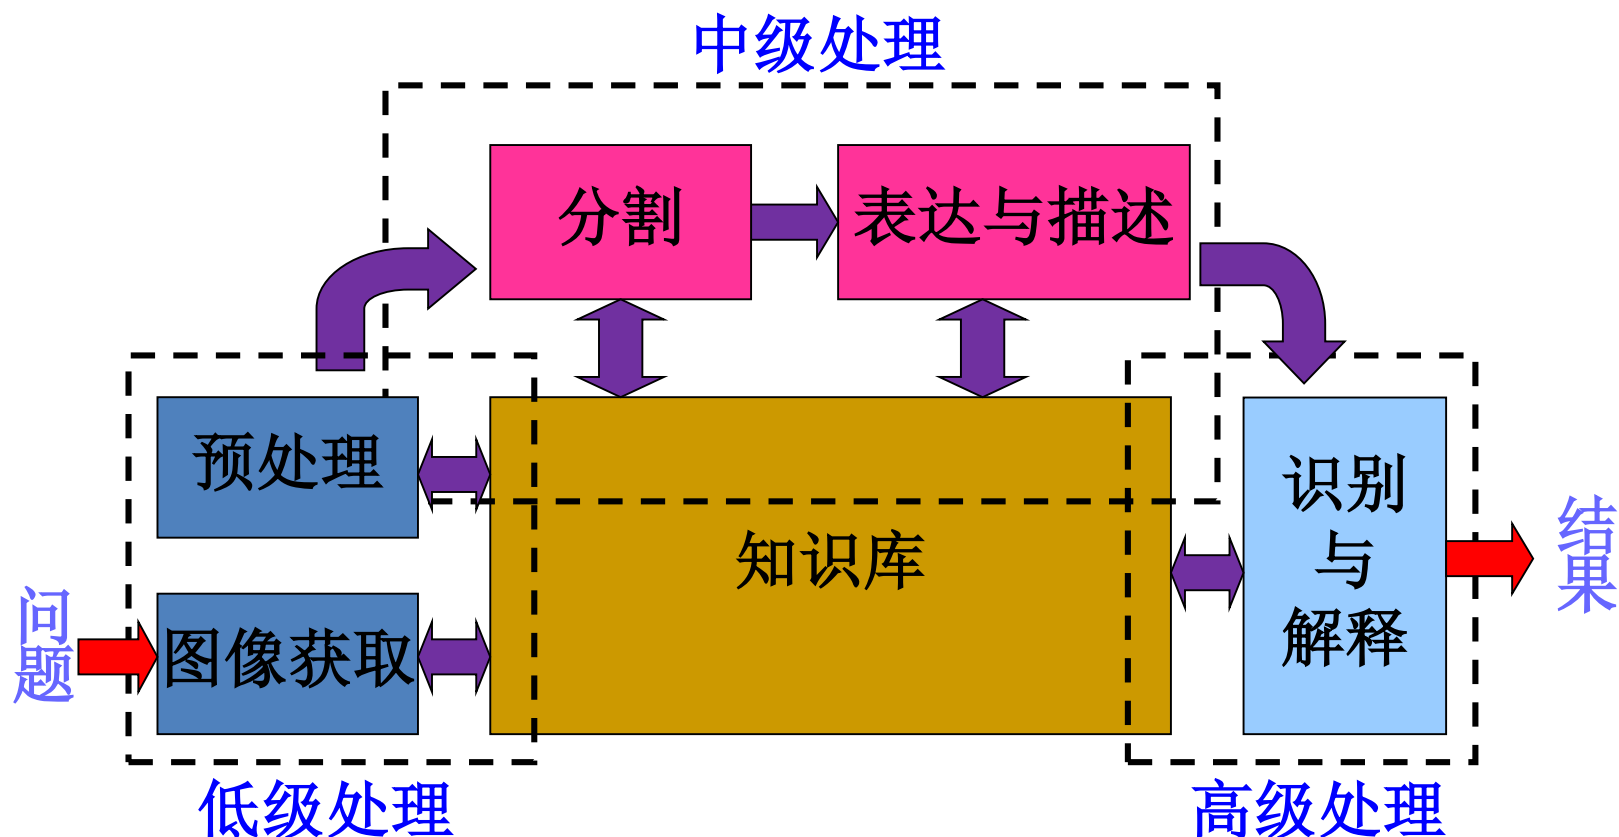 中级处理
分割
表达与描述
预处理
知识库
识别
与
解释
结果
问题
图像获取
低级处理
高级处理